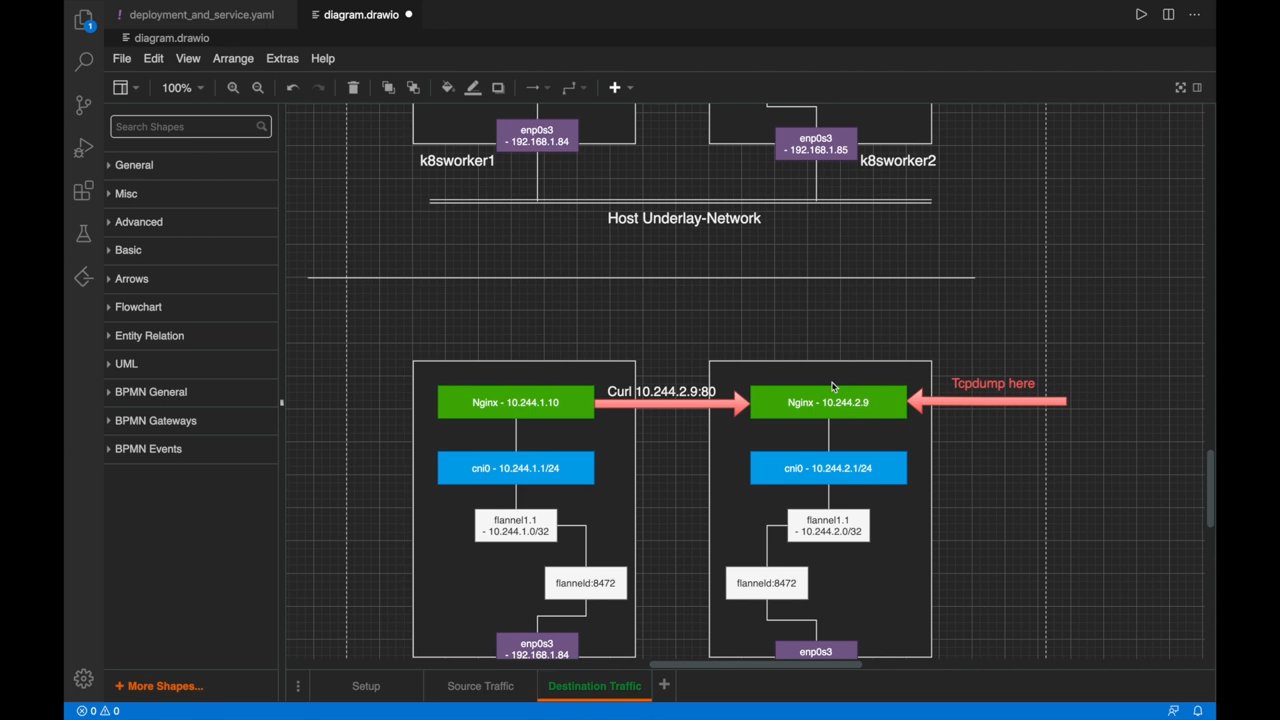 deployment_and_service.yaml
diagram.drawio
1
diagram.drawio
File Edit View Arrange Extras Help
100%
Search Shapes
General
Misc
Advanced
Basic
Arrows
Flowchart
Entity Relation
UML
BPMN General
BPMN Gateways
BPMN Events
enp0s3
- 192.168.1.84
enp0s3
- 192.168.1.85
k8sworker1
k8sworker2
Host Underlay-Network
Curl 10.244.2.9:80
Tcpdump here
Nginx - 10.244.1.10
Nginx - 10.244.2.9
cni0 - 10.244.1.1/24
cni0 - 10.244.2.1/24
flannel1.1
- 10.244.1.0/32
flannel1.1
- 10.244.2.0/32
flanneld:8472
flanneld:8472
enp0s3
- 192.168.1.84
enp0s3
+ More Shapes...
Setup
Source Traffic
Destination Traffic
0 0